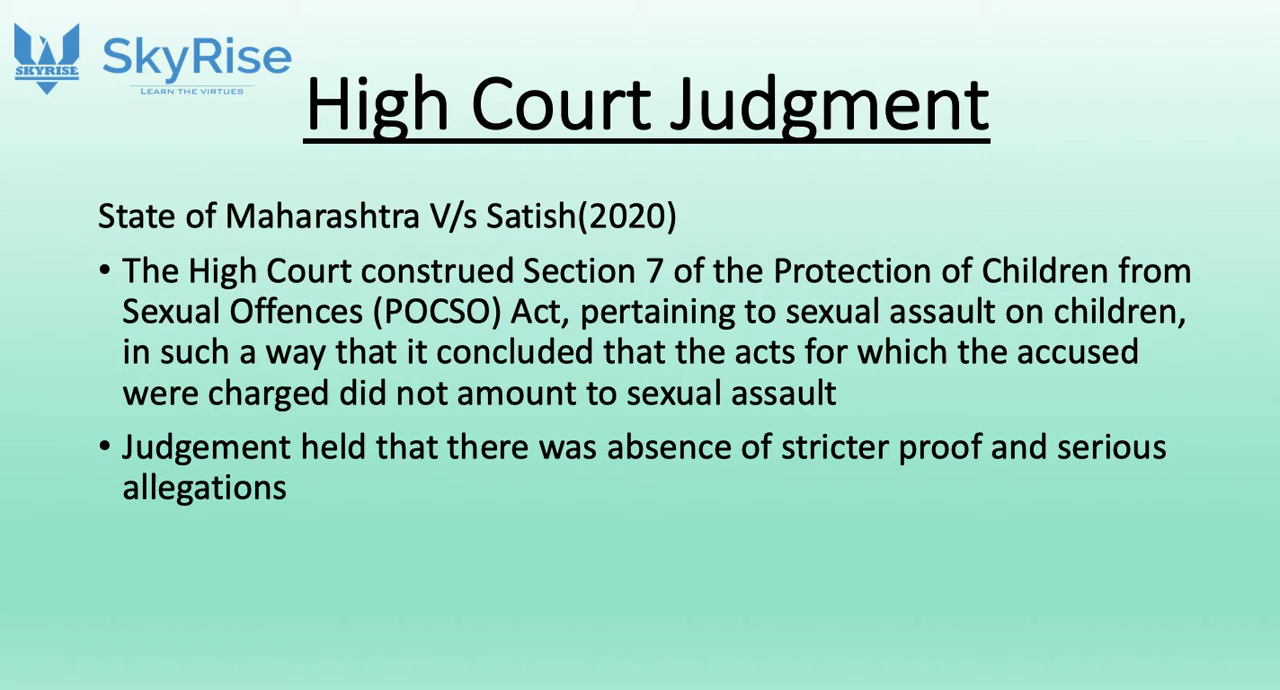 SKYRISE
SkyRise
LEARN THE VIRTUES
High Court Judgment
State of Maharashtra V/s Satish(2020)
• The High Court construed Section 7 of the Protection of Children from
Sexual Offences (POCSO) Act, pertaining to sexual assault on children,
in such a way that it concluded that the acts for which the accused
were charged did not amount to sexual assault
• Judgement held that there was absence of stricter proof and serious
allegations